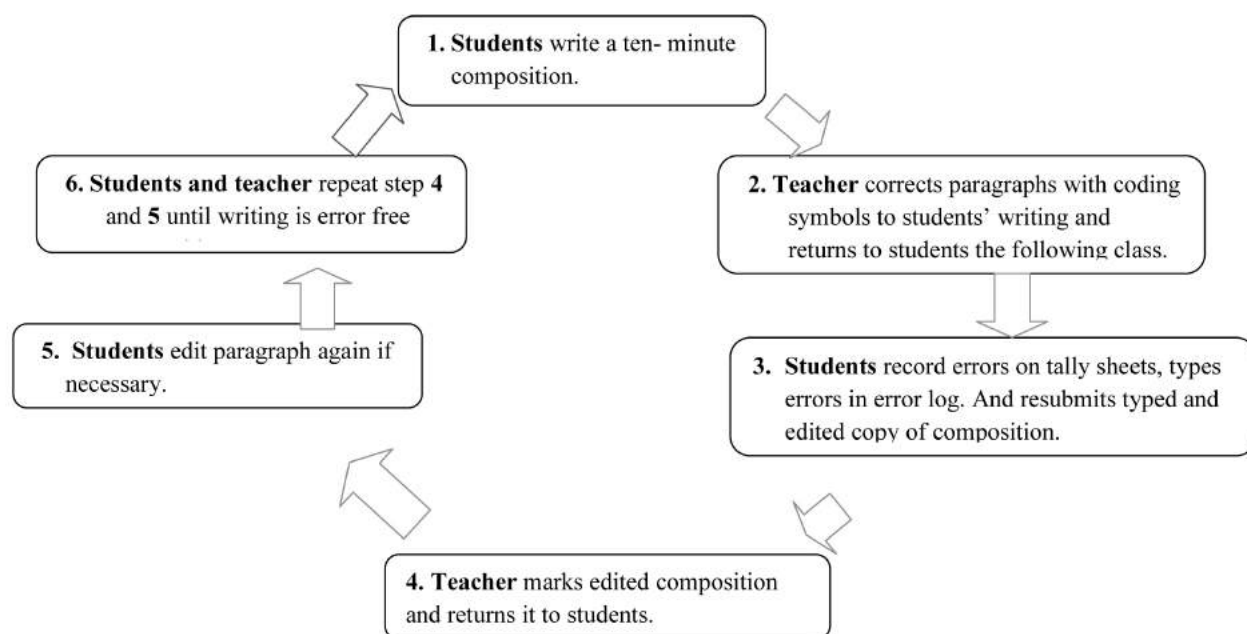 1. Students write a ten- minute
composition.
2. Teacher corrects paragraphs with coding
symbols to students’ writing and
returns to students the following class.
3. Students record errors on tally sheets, types
errors in error log. And resubmits typed and
edited copy of composition.
4. Teacher marks edited composition
and returns it to students.
5. Students edit paragraph again if
necessary.
6. Students and teacher repeat step 4
and 5 until writing is error free